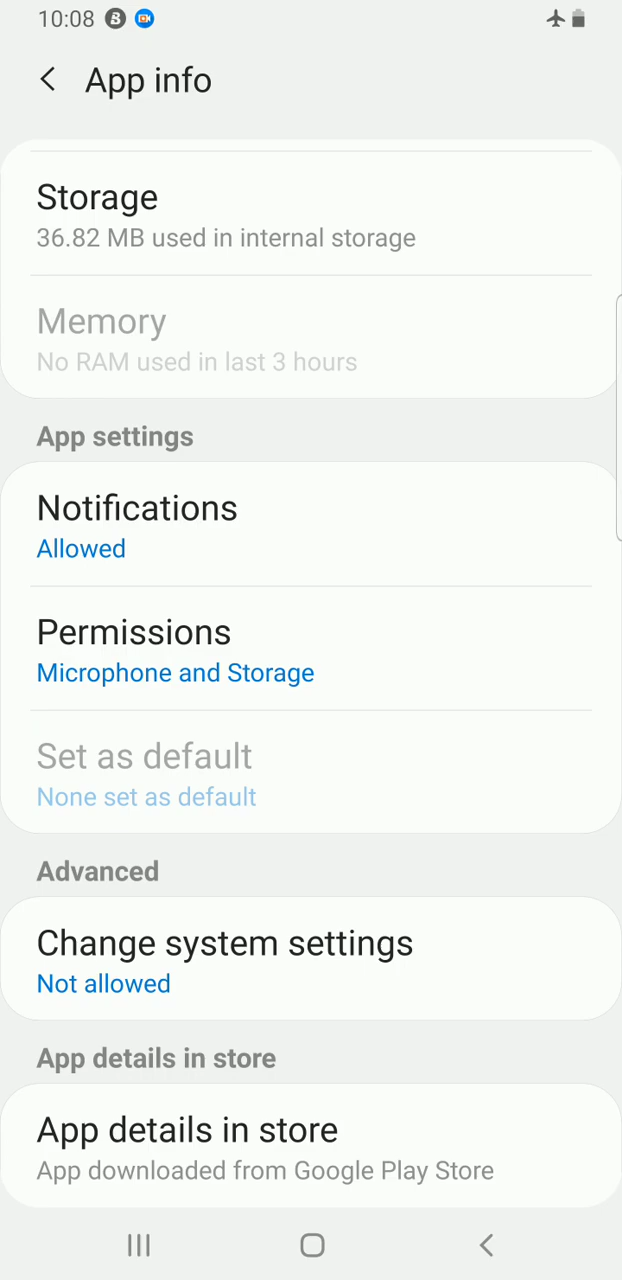 10:08
App info
Storage
36.82 MB used in internal storage
Memory
No RAM used in last 3 hours
App settings
Notifications
Allowed
Permissions
Microphone and Storage
Set as default
None set as default
Advanced
Change system settings
Not allowed
App details in store
App details in store
App downloaded from Google Play Store